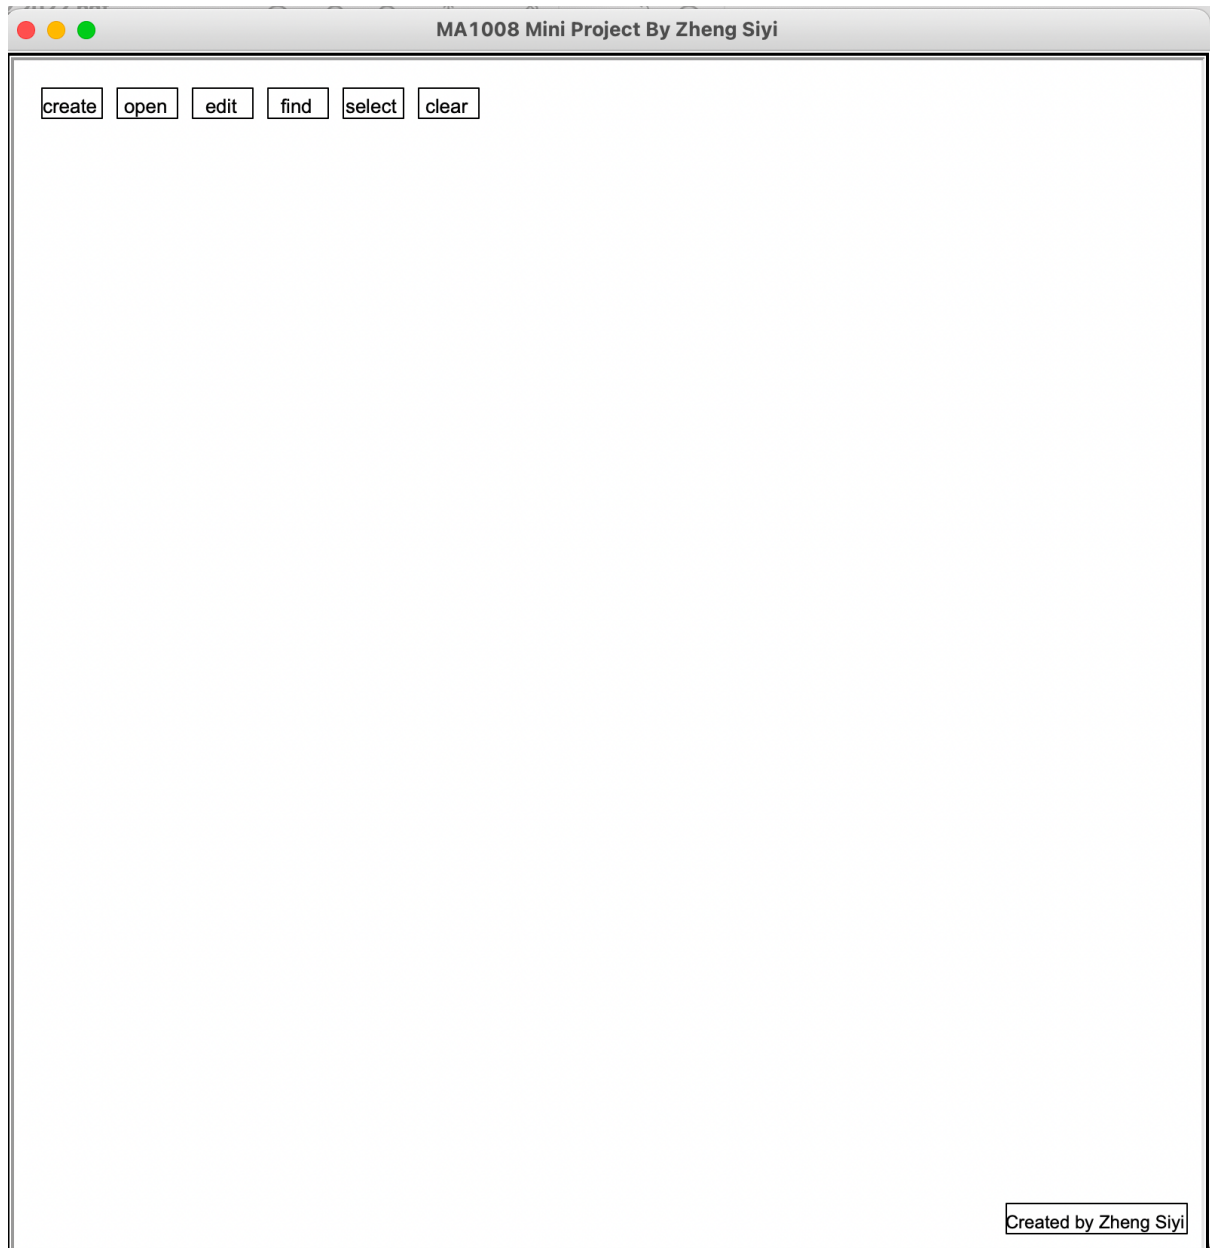 MA1008 Mini Project By Zheng Siyi
create open edit find select clear
Created by Zheng Siyi